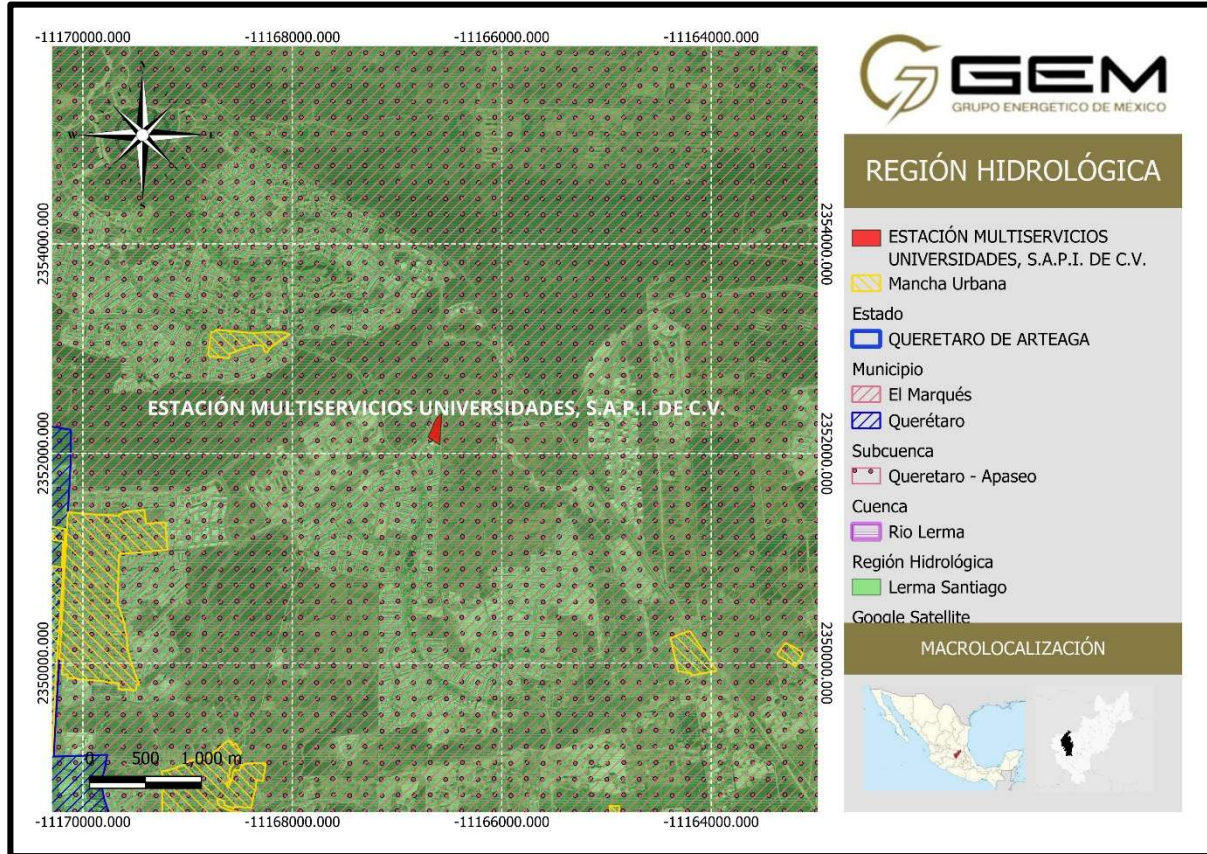 -11170000.000 -11168000.000 -11166000.000 -11164000.000
N
W E
S
2354000.000 2354000.000
ESTACIÓN MULTISERVICIOS UNIVERSIDADES, S.A.P.I. DE C.V.
2352000.000 2352000.000
2350000.000 2350000.000
0 500 1,000 m
-11170000.000 -11168000.000 -11166000.000 -11164000.000
GEM
GRUPO ENERGÉTICO DE MÉXICO
REGIÓN HIDROLÓGICA
ESTACIÓN MULTISERVICIOS
UNIVERSIDADES, S.A.P.I. DE C.V.
Mancha Urbana
Estado
QUERETARO DE ARTEAGA
Municipio
El Marqués
Querétaro
Subcuenca
Queretaro - Apaseo
Cuenca
Rio Lerma
Región Hidrológica
Lerma Santiago
Google Satellite
MACROLOCALIZACIÓN